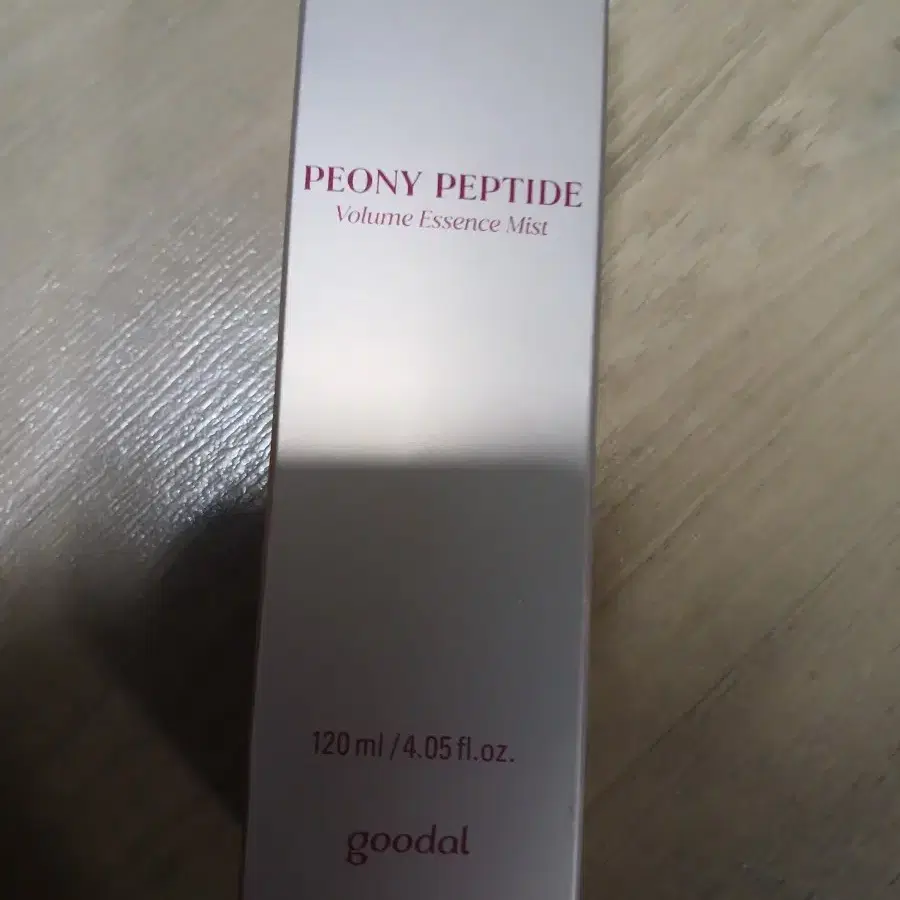 PEONY PEPTIDE
Volume Essence Mist
120 ml / 4.05 fl.oz.
goodal